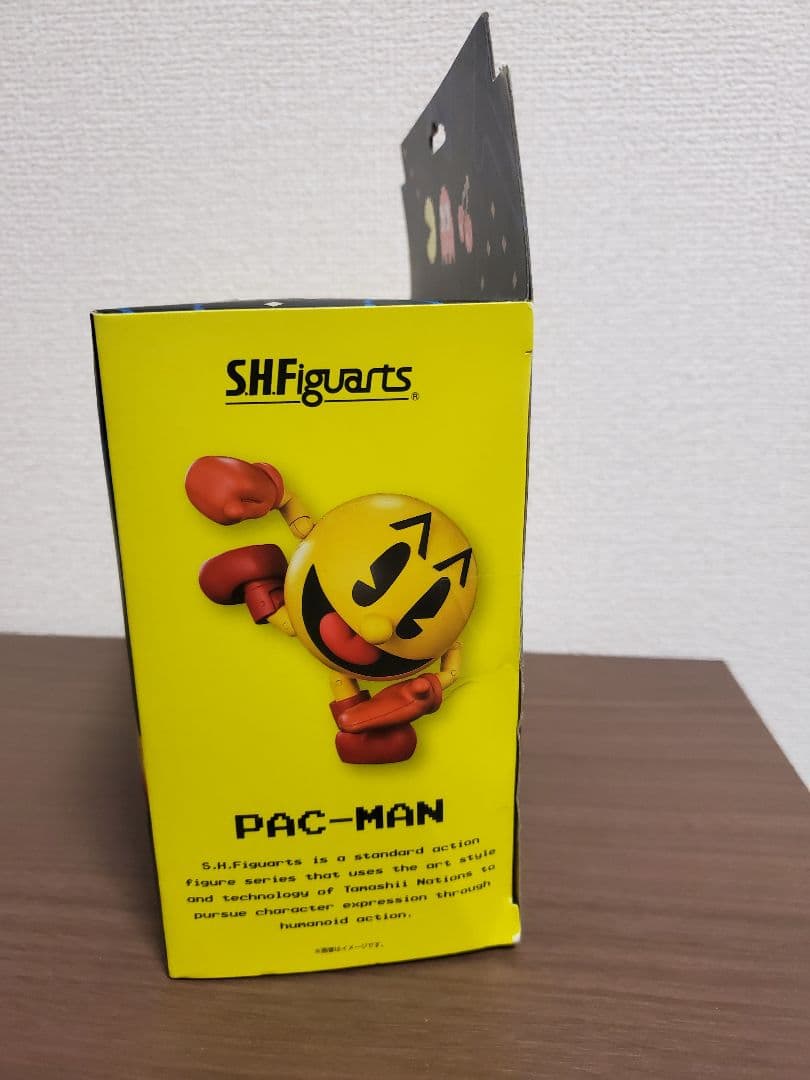 S.H.Figuarts®
PAC-MAN
S.H.Figuarts is a standard action
figure series that uses the art style
and technology of Tamashii Nations to
pursue character expression through
humanoid action.
※画像はイメージです。